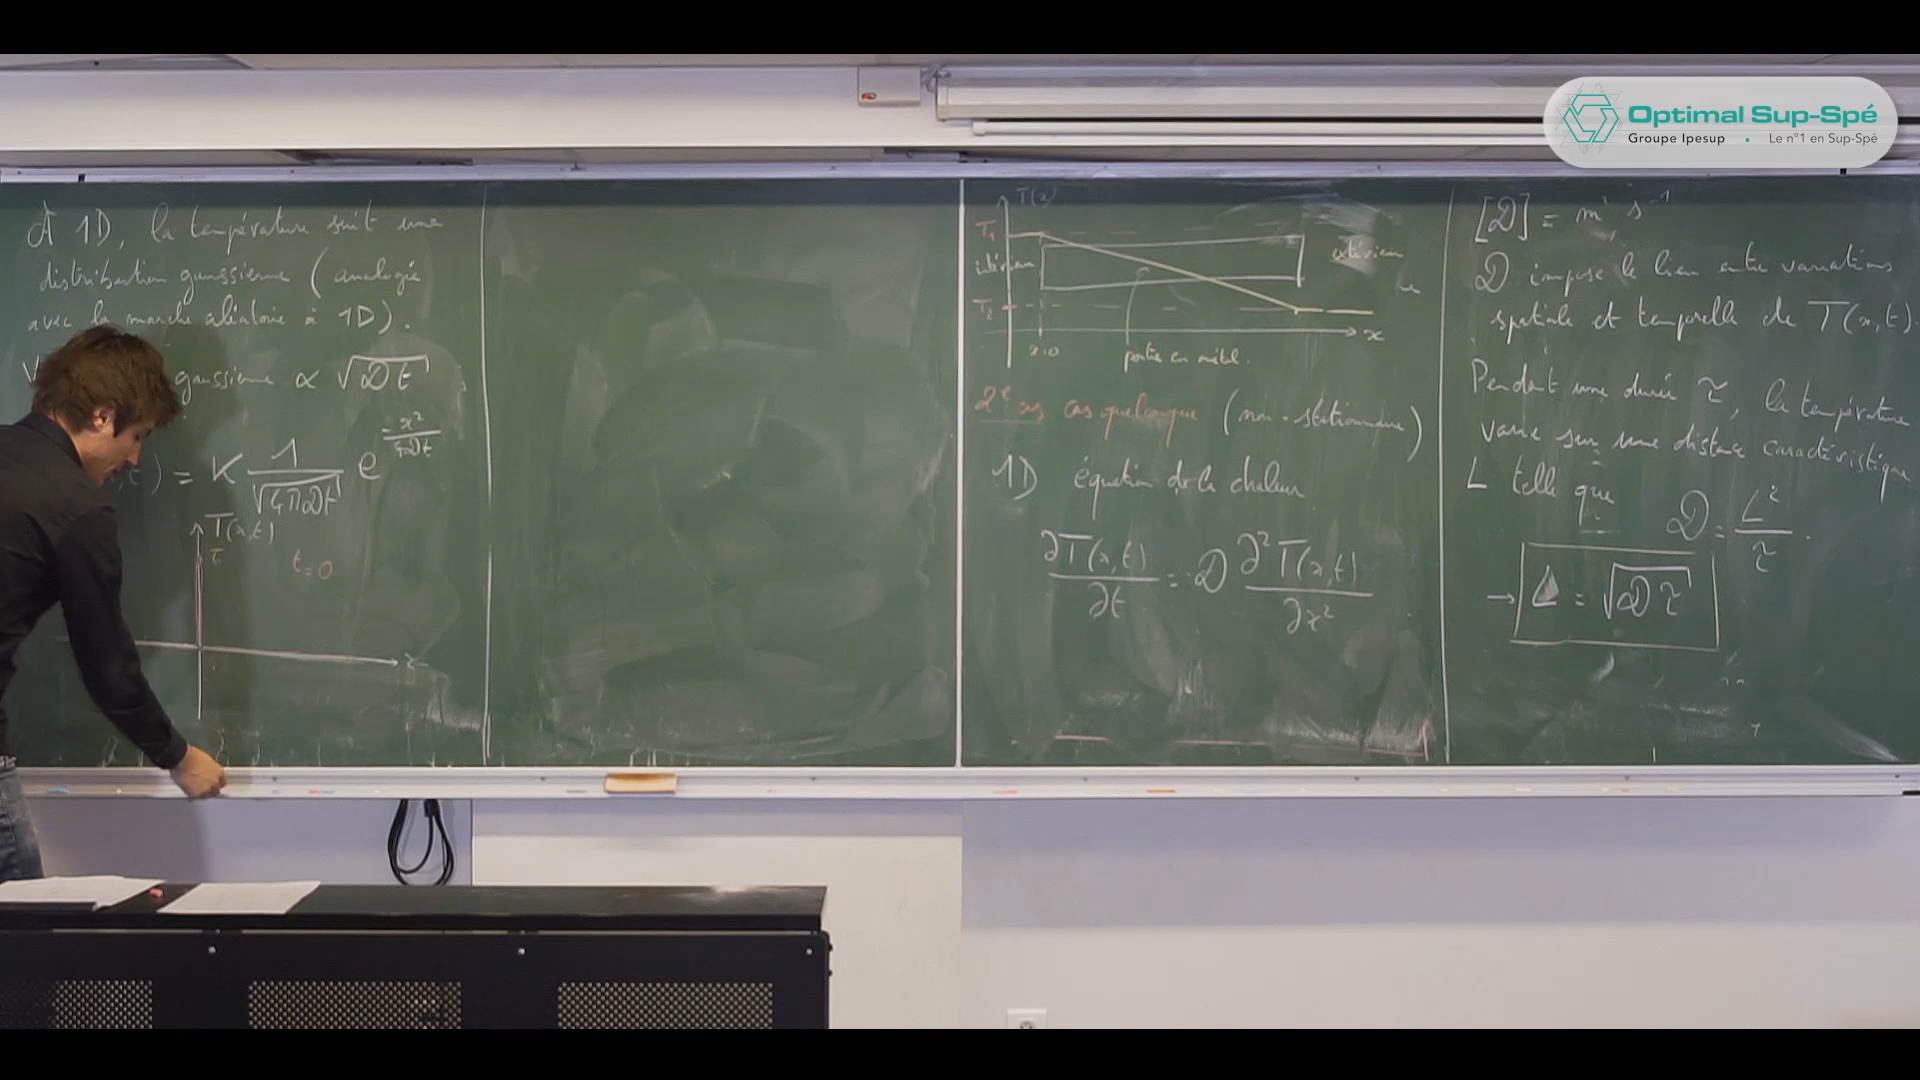 À 1D, la température suit une
distribution gaussienne (analogie
avec la marche aléatoire à 1D).
gaussienne ∝ √(𝒟t)
,t) = K 1/√(4π𝒟t) e^(-x²/(4𝒟t))
T(x,t)
t=0
x
T(x)
T₁
intérieur
extérieur
T₂
x=0
x
partie en métal.
2e cas cas quelconque (non-stationnaire)
1D équation de la chaleur
∂T(x,t)/∂t = 𝒟 ∂²T(x,t)/∂x²
[𝒟] = m² s⁻¹
𝒟 impose le lien entre variations
spatiale et temporelle de T(x,t).
Pendant une durée τ, la température
varie sur une distance caractéristique
L telle que 𝒟 = L²/τ.
→ L = √(𝒟τ)
Optimal Sup-Spé
Groupe Ipesup • Le n°1 en Sup-Spé